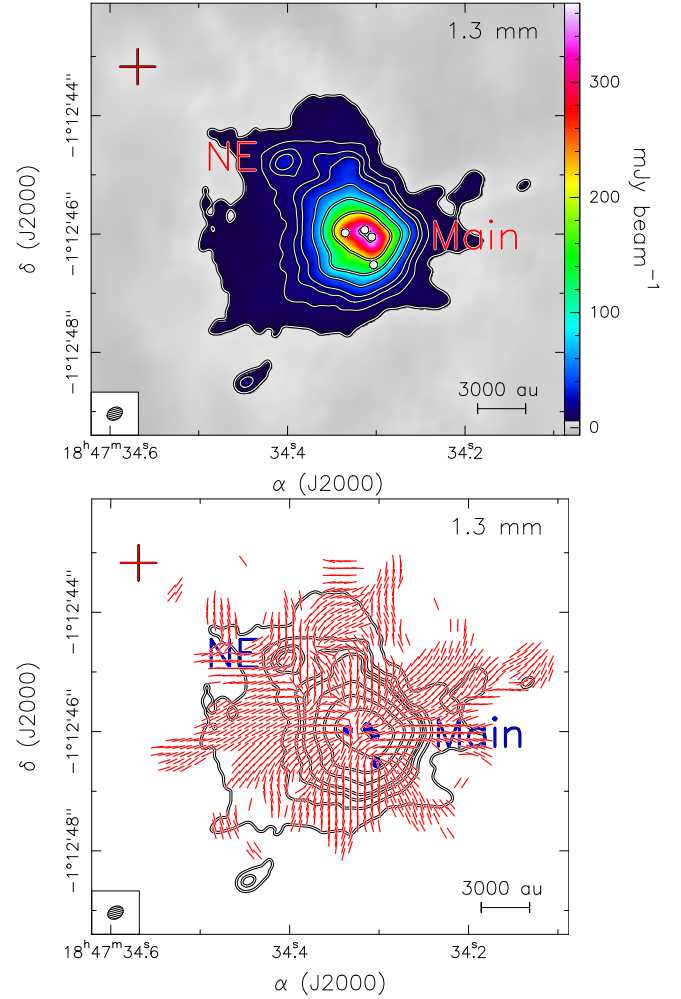 1.3 mm
NE
Main
3000 au
-1°12'44"
-1°12'46"
-1°12'48"
δ (J2000)
18ʰ47ᵐ34.ˢ6
34.ˢ4
34.ˢ2
α (J2000)
300
200
100
0
mJy beam⁻¹
1.3 mm
NE
Main
3000 au
-1°12'44"
-1°12'46"
-1°12'48"
δ (J2000)
18ʰ47ᵐ34.ˢ6
34.ˢ4
34.ˢ2
α (J2000)